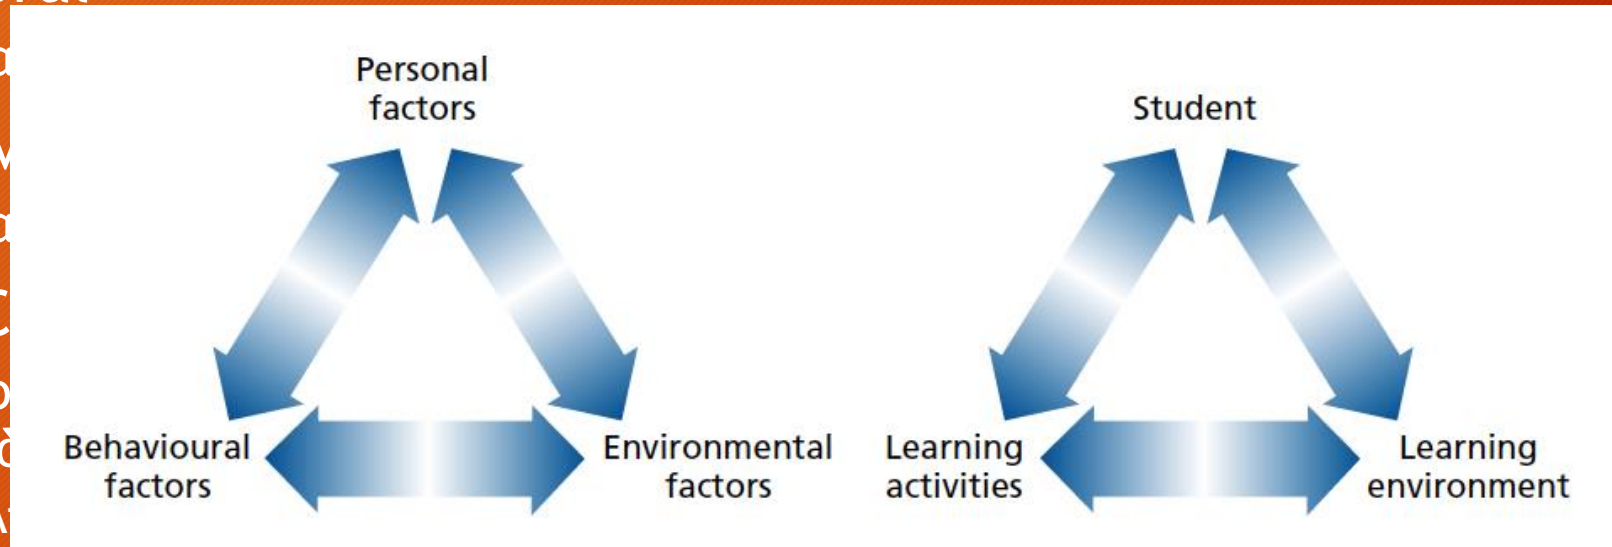 Personal
factors
Behavioural
factors
Environmental
factors
Student
Learning
activities
Learning
environment